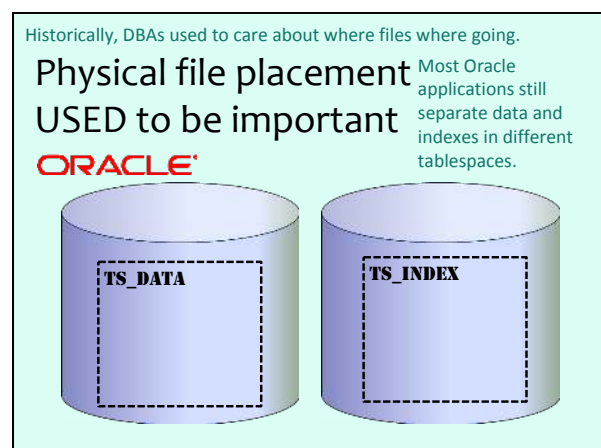 Historically, DBAs used to care about where files where going.
Physical file placement
USED to be important
Most Oracle
applications still
separate data and
indexes in different
tablespaces.
ORACLE'
TS_DATA
TS_INDEX